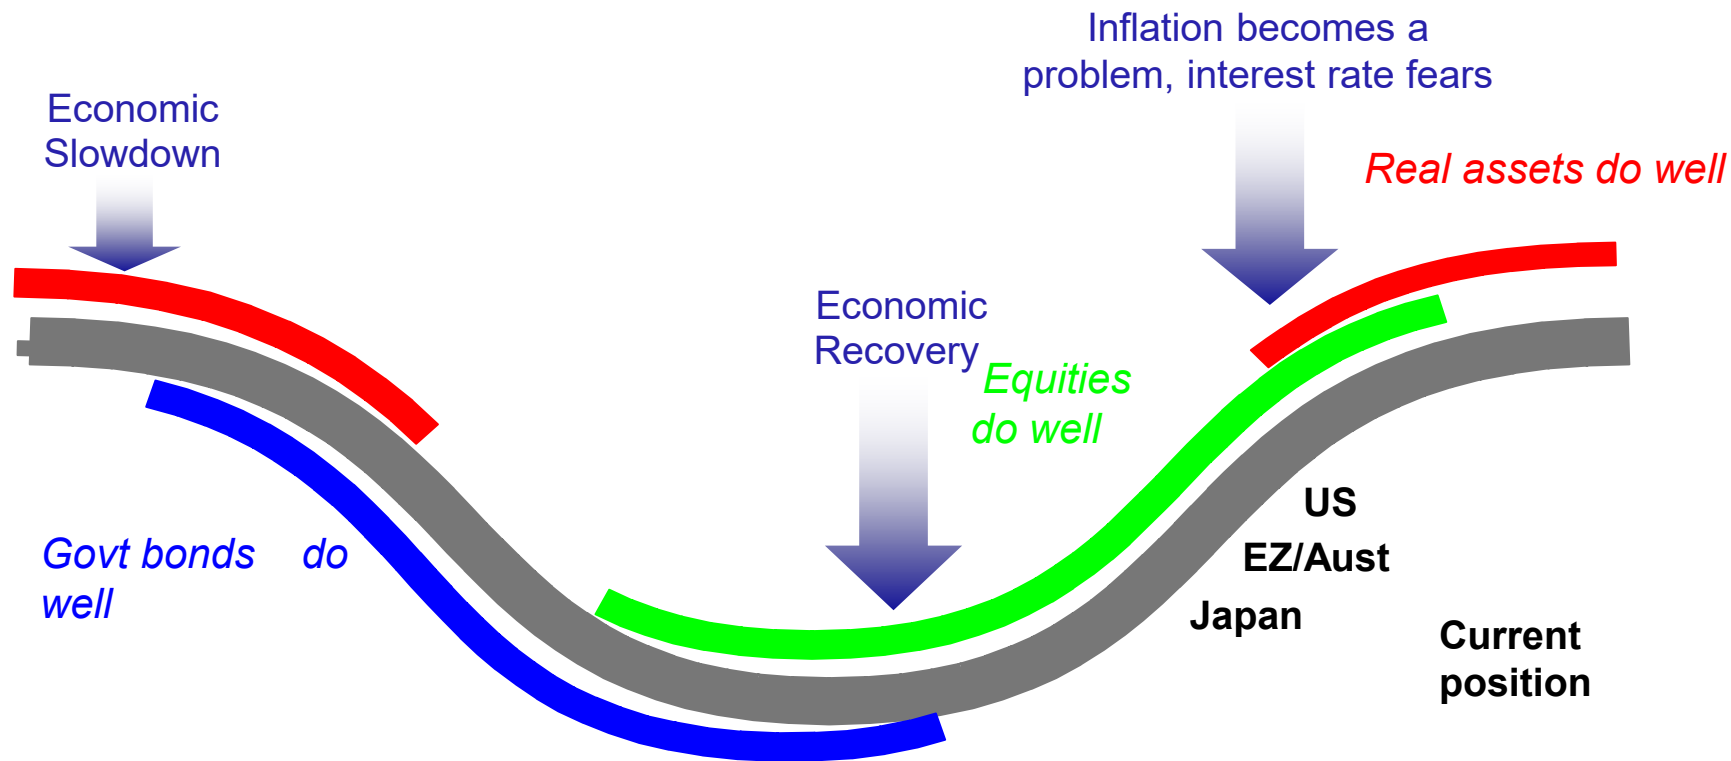 Inflation becomes a
problem, interest rate fears
Economic
Slowdown
Real assets do well
Economic
Recovery
Equities
do well
US
Govt bonds do
well
EZ/Aust
Japan
Current
position